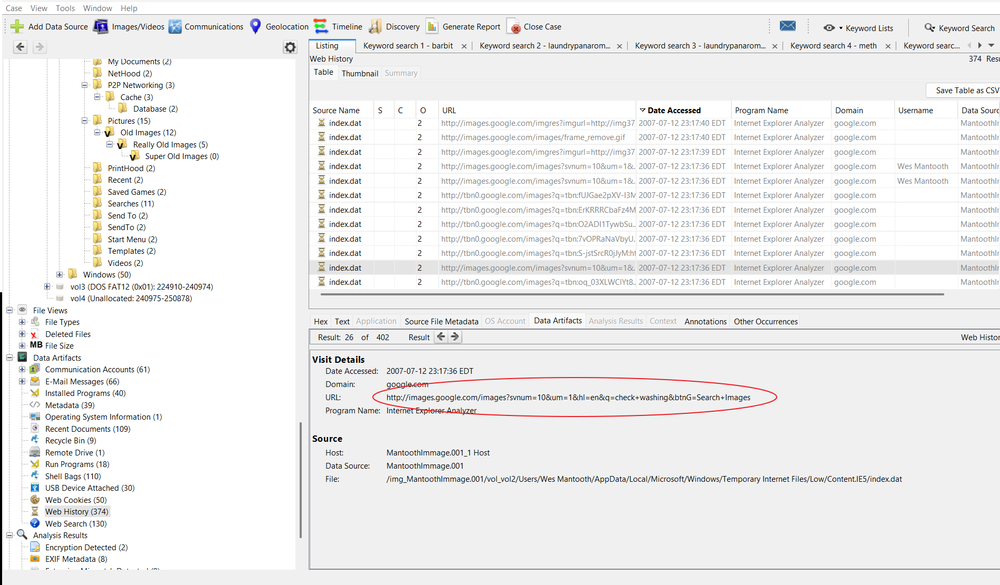 Case View Tools Window Help
Add Data Source Images/Videos Communications Geolocation Timeline Discovery Generate Report Close Case Keyword Lists Keyword Search
Listing Keyword search 1 - barbit × Keyword search 2 - laundrypanarom... × Keyword search 3 - laundrypanarom... × Keyword search 4 - meth × Keyword searc...
Web History 374 Resu
Table Thumbnail Summary
Save Table as CSV
Source Name S C O URL Date Accessed Program Name Domain Username Data Sourc
index.dat 2 http://images.google.com/imgres?imgurl=http://img37 2007-07-12 23:17:40 EDT Internet Explorer Analyzer google.com MantoothIr
index.dat 2 http://images.google.com/images/frame_remove.gif 2007-07-12 23:17:40 EDT Internet Explorer Analyzer google.com MantoothIr
index.dat 2 http://images.google.com/imgres?imgurl=http://img37 2007-07-12 23:17:39 EDT Internet Explorer Analyzer google.com MantoothIr
index.dat 2 http://images.google.com/images?svnum=10&um=1&... 2007-07-12 23:17:36 EDT Internet Explorer Analyzer google.com Wes Mantooth MantoothIr
index.dat 2 http://images.google.com/images?svnum=10&um=1&... 2007-07-12 23:17:36 EDT Internet Explorer Analyzer google.com Wes Mantooth MantoothIr
index.dat 2 http://tbn0.google.com/images?q=tbn:fUJGae2pXV-I3M 2007-07-12 23:17:36 EDT Internet Explorer Analyzer google.com MantoothIr
index.dat 2 http://tbn0.google.com/images?q=tbn:ErKRRRCbaFz4M 2007-07-12 23:17:36 EDT Internet Explorer Analyzer google.com MantoothIr
index.dat 2 http://tbn0.google.com/images?q=tbn:O2ADI1TywbSu... 2007-07-12 23:17:36 EDT Internet Explorer Analyzer google.com MantoothIr
index.dat 2 http://tbn0.google.com/images?q=tbn:7vOPRaNaVbyU... 2007-07-12 23:17:36 EDT Internet Explorer Analyzer google.com MantoothIr
index.dat 2 http://tbn0.google.com/images?q=tbn:S-jstSrcR0jJyM:ht 2007-07-12 23:17:36 EDT Internet Explorer Analyzer google.com MantoothIr
index.dat 2 http://images.google.com/images?svnum=10&um=1&... 2007-07-12 23:17:36 EDT Internet Explorer Analyzer google.com MantoothIr
index.dat 2 http://tbn0.google.com/images?q=tbn:oq_03XLWCIYt8... 2007-07-12 23:17:36 EDT Internet Explorer Analyzer google.com MantoothIr
Hex Text Application Source File Metadata OS Account Data Artifacts Analysis Results Context Annotations Other Occurrences
Result: 26 of 402 Result Web Histor
Visit Details
Date Accessed: 2007-07-12 23:17:36 EDT
Domain: google.com
URL: http://images.google.com/images?svnum=10&um=1&hl=en&q=check+washing&btnG=Search+Images
Program Name: Internet Explorer Analyzer
Source
Host: MantoothImmage.001_1 Host
Data Source: MantoothImmage.001
File: /img_MantoothImmage.001/vol_vol2/Users/Wes Mantooth/AppData/Local/Microsoft/Windows/Temporary Internet Files/Low/Content.IE5/index.dat
My Documents (2)
NetHood (2)
P2P Networking (3)
Cache (3)
Database (2)
Pictures (15)
Old Images (12)
Really Old Images (5)
Super Old Images (0)
PrintHood (2)
Recent (2)
Saved Games (2)
Searches (11)
Send To (2)
SendTo (2)
Start Menu (2)
Templates (2)
Videos (2)
Windows (50)
vol3 (DOS FAT12 (0x01): 224910-240974)
vol4 (Unallocated: 240975-250878)
File Views
File Types
Deleted Files
MB File Size
Data Artifacts
Communication Accounts (61)
E-Mail Messages (66)
Installed Programs (40)
Metadata (39)
Operating System Information (1)
Recent Documents (109)
Recycle Bin (9)
Remote Drive (1)
Run Programs (18)
Shell Bags (110)
USB Device Attached (30)
Web Cookies (50)
Web History (374)
Web Search (130)
Analysis Results
Encryption Detected (2)
EXIF Metadata (8)